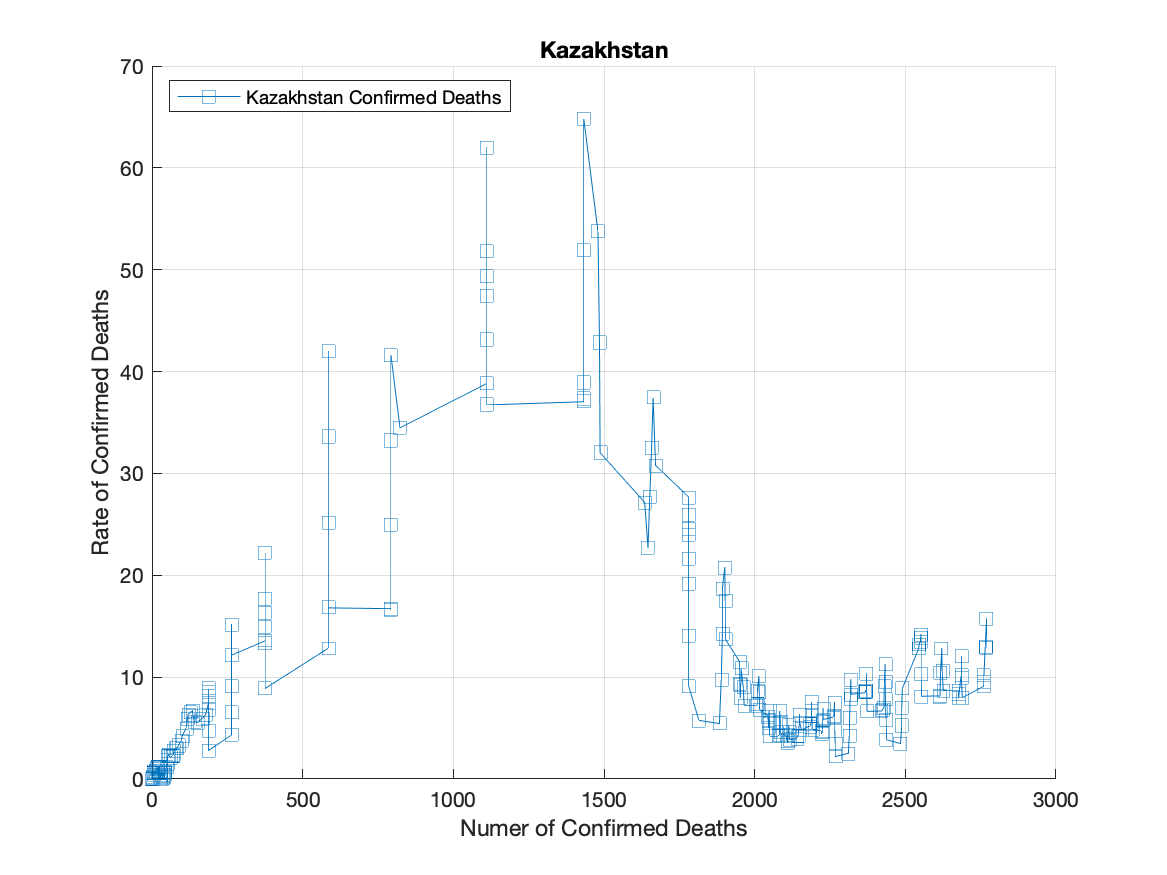 Kazakhstan
70
Kazakhstan Confirmed Deaths
60
50
40
30
20
10
0
Rate of Confirmed Deaths
0 500 1000 1500 2000 2500 3000
Numer of Confirmed Deaths